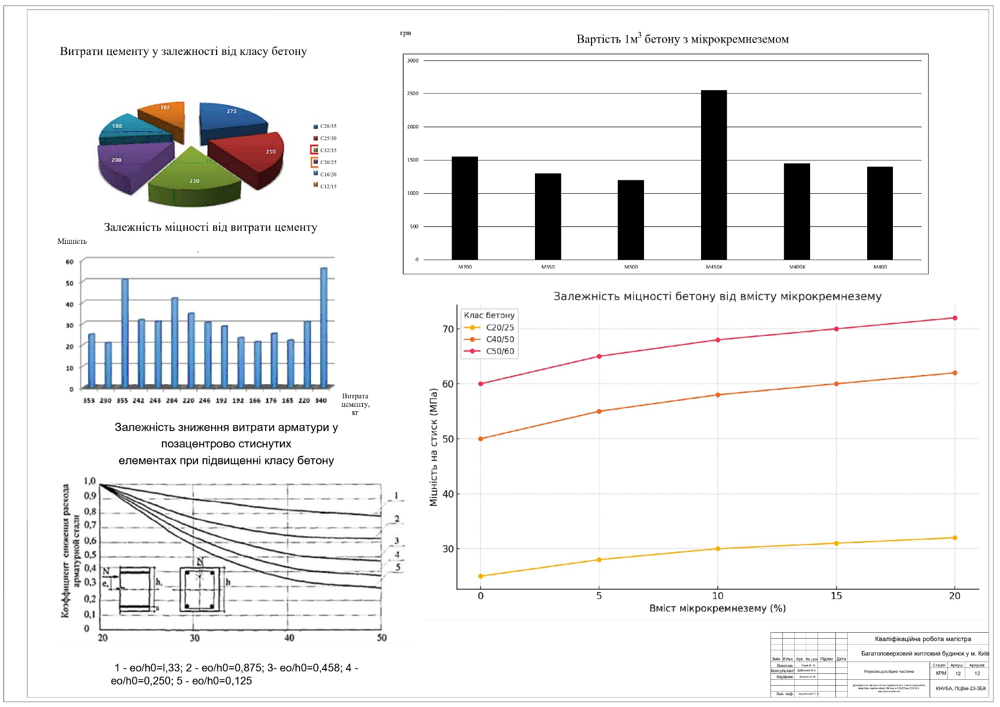 Витрати цементу у залежності від класу бетону
165
275
180
250
200
230
C28/35
C25/30
C32/35
C20/25
C16/20
C12/15
Залежність міцності від витрати цементу
Міцність
60
50
40
30
20
10
0
353 230 355 242 243 284 220 246 192 192 166 176 165 220 340
Витрата
цементу,
кг
Залежність зниження витрати арматури у
позацентрово стиснутих
елементах при підвищенні класу бетону
Коэффициент снижения расхода
арматурной стали
1,0
0,9
0,8
0,7
0,6
0,5
0,4
0,3
0,2
0,1
0
20 30 40 50
1
2
3
4
5
N
N
h
a
1 - eo/h0=l,33; 2 - eo/h0=0,875; 3- eo/h0=0,458; 4 -
eo/h0=0,250; 5 - eo/h0=0,125
грн
Вартість 1м³ бетону з мікрокремнеземом
3000
2500
2000
1500
1000
500
0
М700 М550 М500 М450К М400К М400
Залежність міцності бетону від вмісту мікрокремнезему
Клас бетону
C20/25
C40/50
C50/60
Міцність на стиск (МПа)
70
60
50
40
30
0 5 10 15 20
Вміст мікрокремнезему (%)
Кваліфікаційна робота магістра
Багатоповерховий житловий будинок у м. Київ
Змін. Кільк. Арк. № док Підпис Дата
Виконав
Консультант
Керівник
Зав. каф.
Науково-дослідна частина
Стадія Аркуш Аркушів
КРМ 12 12
КНУБА, ПЦБм-23-3БК